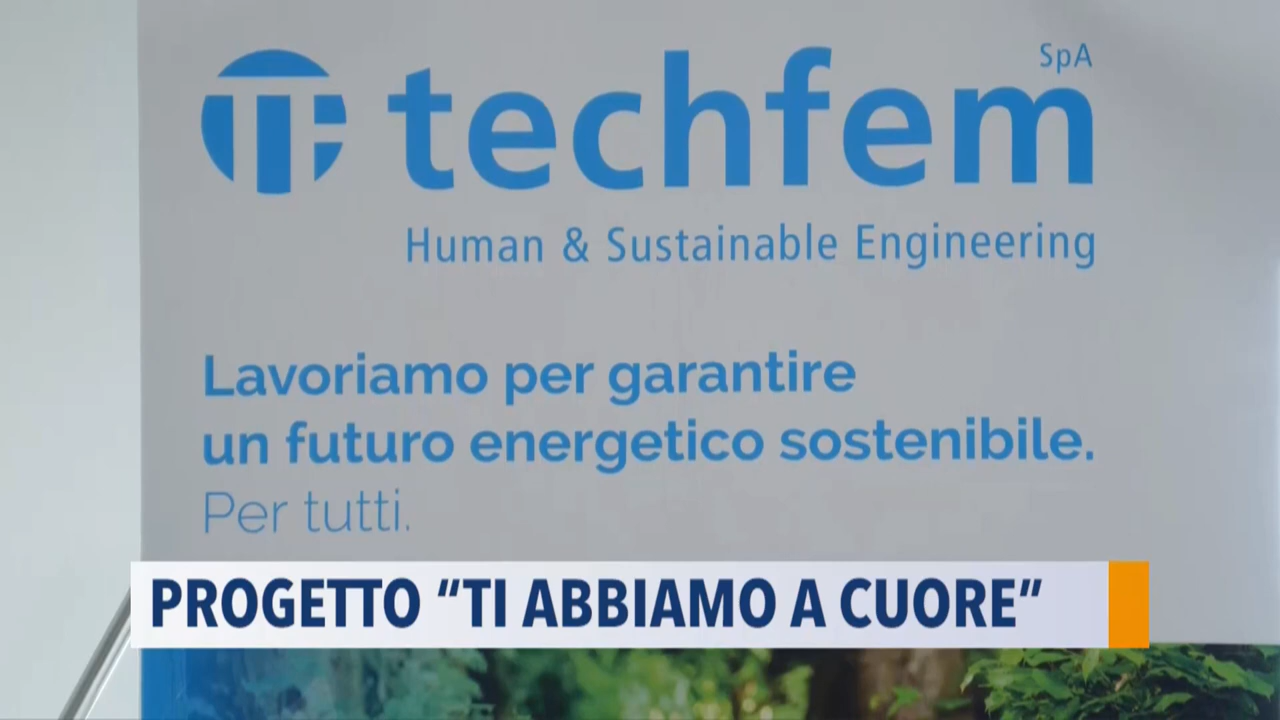 SpA
techfem
Human & Sustainable Engineering
Lavoriamo per garantire
un futuro energetico sostenibile.
Per tutti.
PROGETTO “TI ABBIAMO A CUORE”